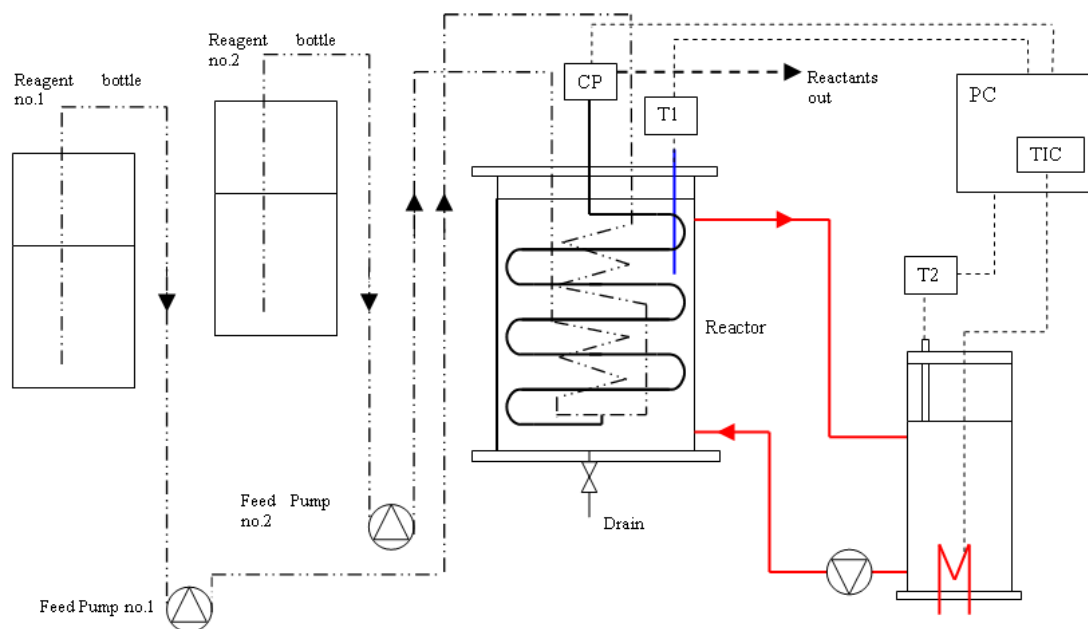 Reagent bottle
no.1
Reagent bottle
no.2
CP
Reactants
out
T1
PC
TIC
T2
Reactor
Feed Pump
no.2
Drain
Feed Pump no.1